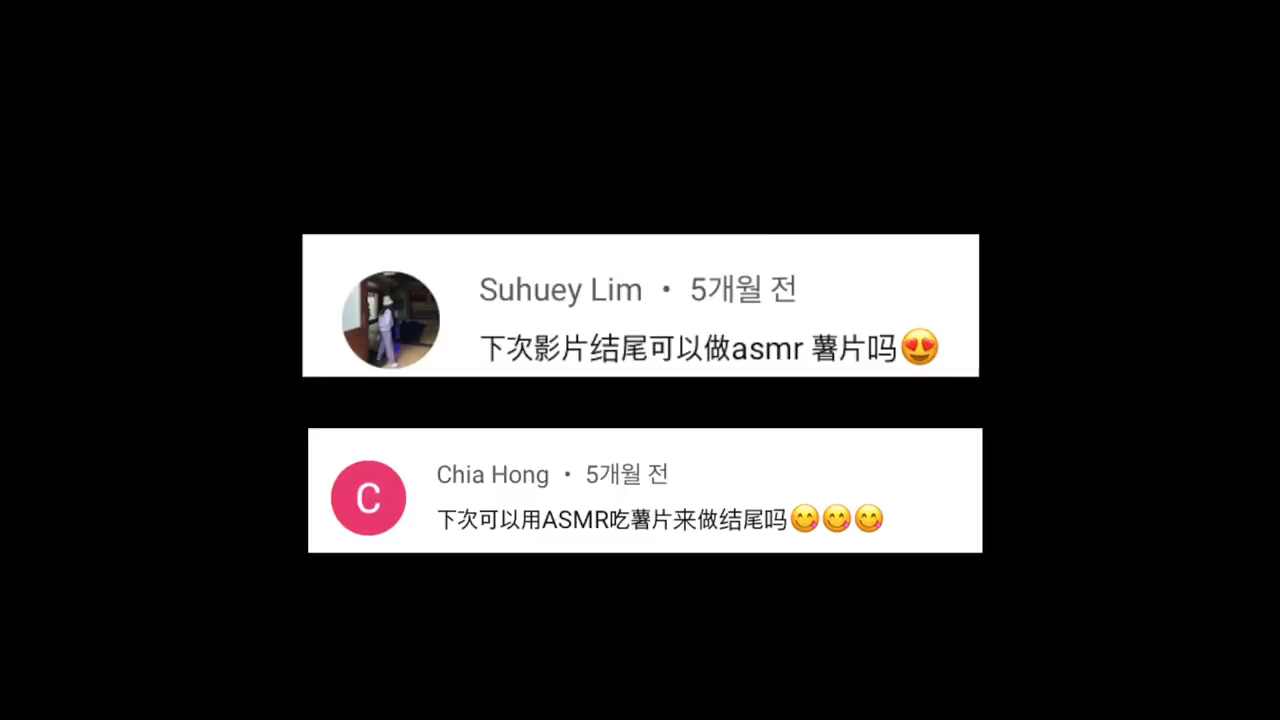 Suhuey Lim • 5개월 전
下次影片结尾可以做asmr 薯片吗😍
C
Chia Hong • 5개월 전
下次可以用ASMR吃薯片来做结尾吗😋😋😋